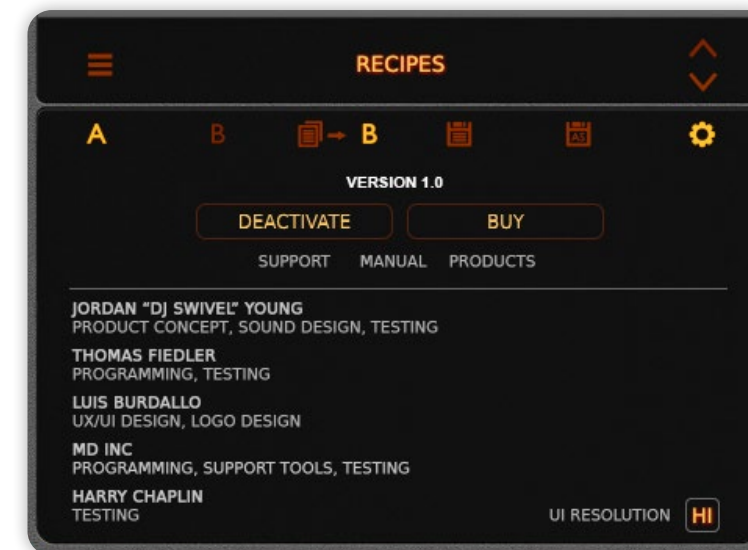 RECIPES
A B B AS
VERSION 1.0
DEACTIVATE BUY
SUPPORT MANUAL PRODUCTS
JORDAN “DJ SWIVEL” YOUNG
PRODUCT CONCEPT, SOUND DESIGN, TESTING
THOMAS FIEDLER
PROGRAMMING, TESTING
LUIS BURDALLO
UX/UI DESIGN, LOGO DESIGN
MD INC
PROGRAMMING, SUPPORT TOOLS, TESTING
HARRY CHAPLIN
TESTING
UI RESOLUTION HI